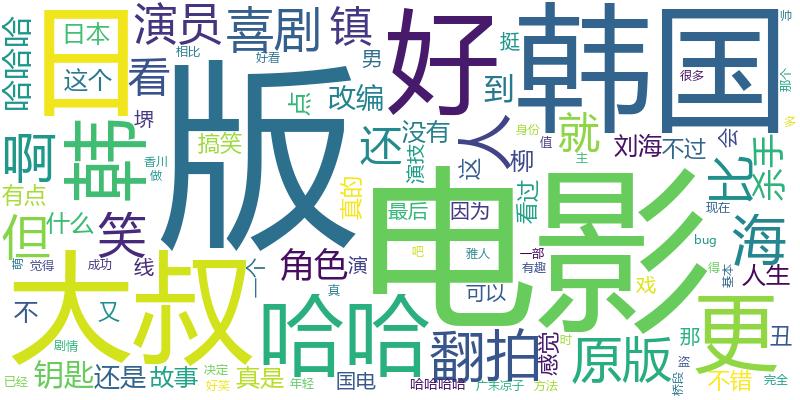 哈哈哈
日本
日
演员
喜剧
镇
相比
好看
男
挺
好
韩国
帅
很多
那个
这个
看
版
点
改编
到
多
堺
韩
搞笑
还
没有
人
身份
值
就
会
刘海
不过
啊
香川
做
演技
这
柳
主
比
亲手
有点
真的
最后
因为
看过
现在
但
什么
笑
电影
海
bug
吧
雅人
一部
有趣
得
基本
萌
觉得
成功
线
一个
角色
演
人生
大叔
不
又
真
可以
戏
更
剧情
哈哈
翻拍
感觉
时
原版
那
丑
已经
钥匙
还是
故事
决定
好笑
真是
年轻
国电
哈哈哈哈
广末凉子
方法
桥段
盗
不错
完全